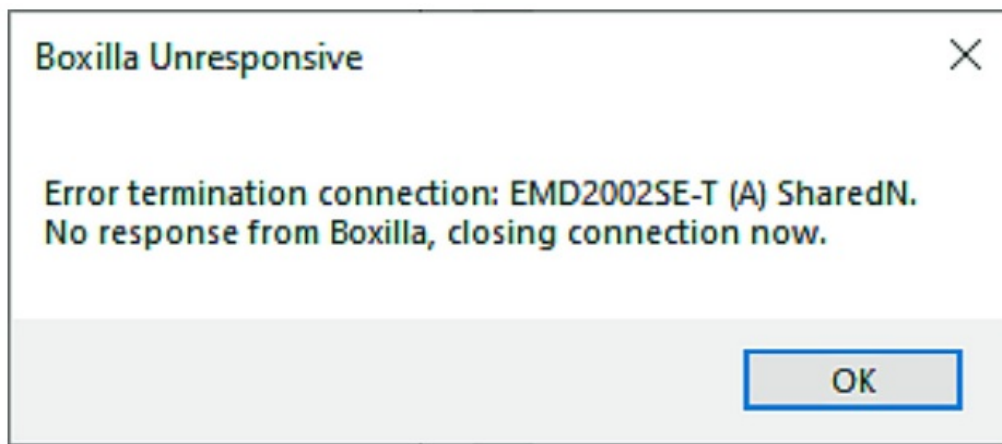 Boxilla Unresponsive
Error termination connection: EMD2002SE-T (A) SharedN.
No response from Boxilla, closing connection now.
OK